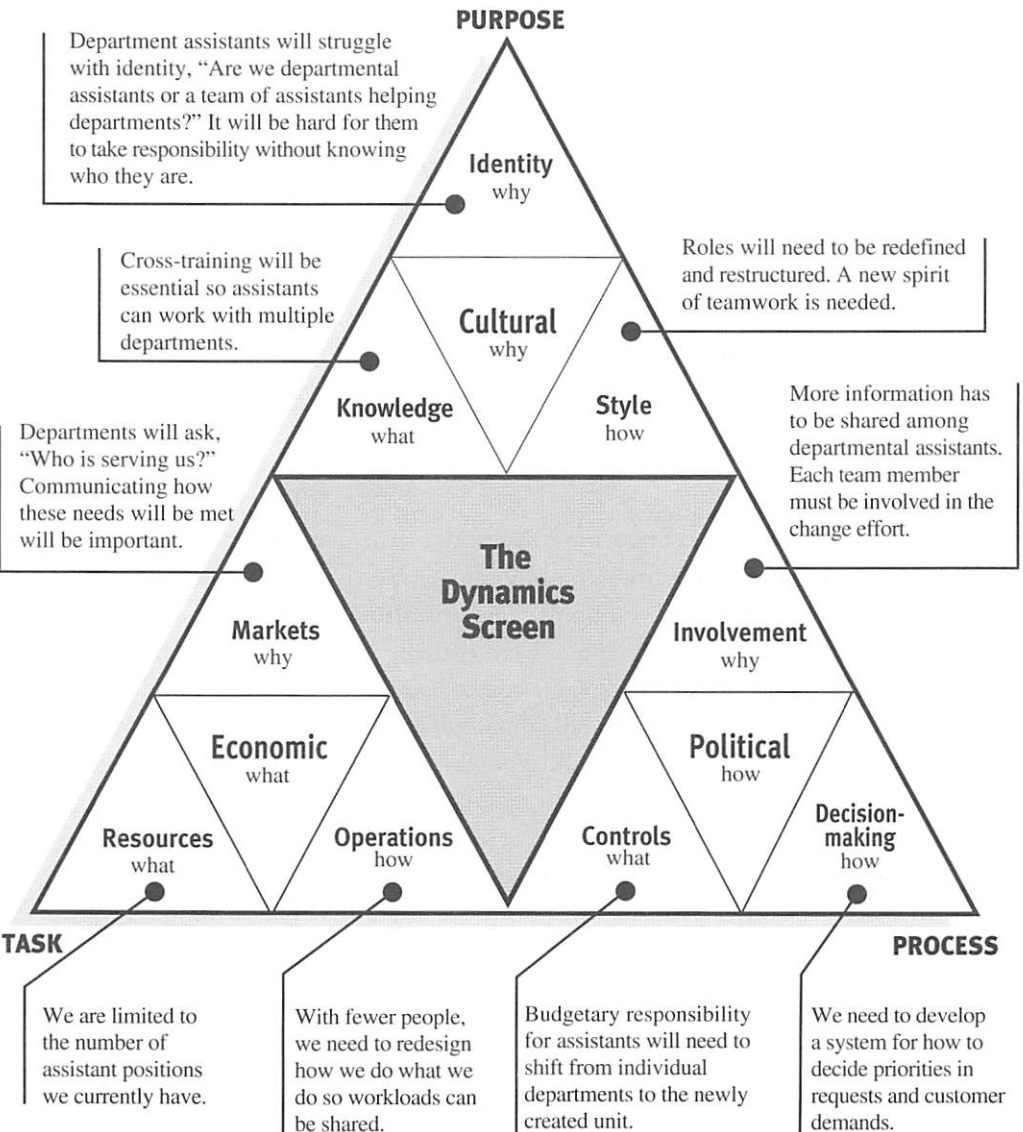 PURPOSE
Department assistants will struggle
with identity, “Are we departmental
assistants or a team of assistants helping
departments?” It will be hard for them
to take responsibility without knowing
who they are.
Identity
why
Cross-training will be
essential so assistants
can work with multiple
departments.
Roles will need to be redefined
and restructured. A new spirit
of teamwork is needed.
Cultural
why
Knowledge
what
Style
how
Departments will ask,
“Who is serving us?”
Communicating how
these needs will be met
will be important.
More information has
to be shared among
departmental assistants.
Each team member
must be involved in the
change effort.
The
Dynamics
Screen
Markets
why
Involvement
why
Economic
what
Political
how
Resources
what
Operations
how
Controls
what
Decision-
making
how
TASK
PROCESS
We are limited to
the number of
assistant positions
we currently have.
With fewer people,
we need to redesign
how we do what we
do so workloads can
be shared.
Budgetary responsibility
for assistants will need to
shift from individual
departments to the newly
created unit.
We need to develop
a system for how to
decide priorities in
requests and customer
demands.